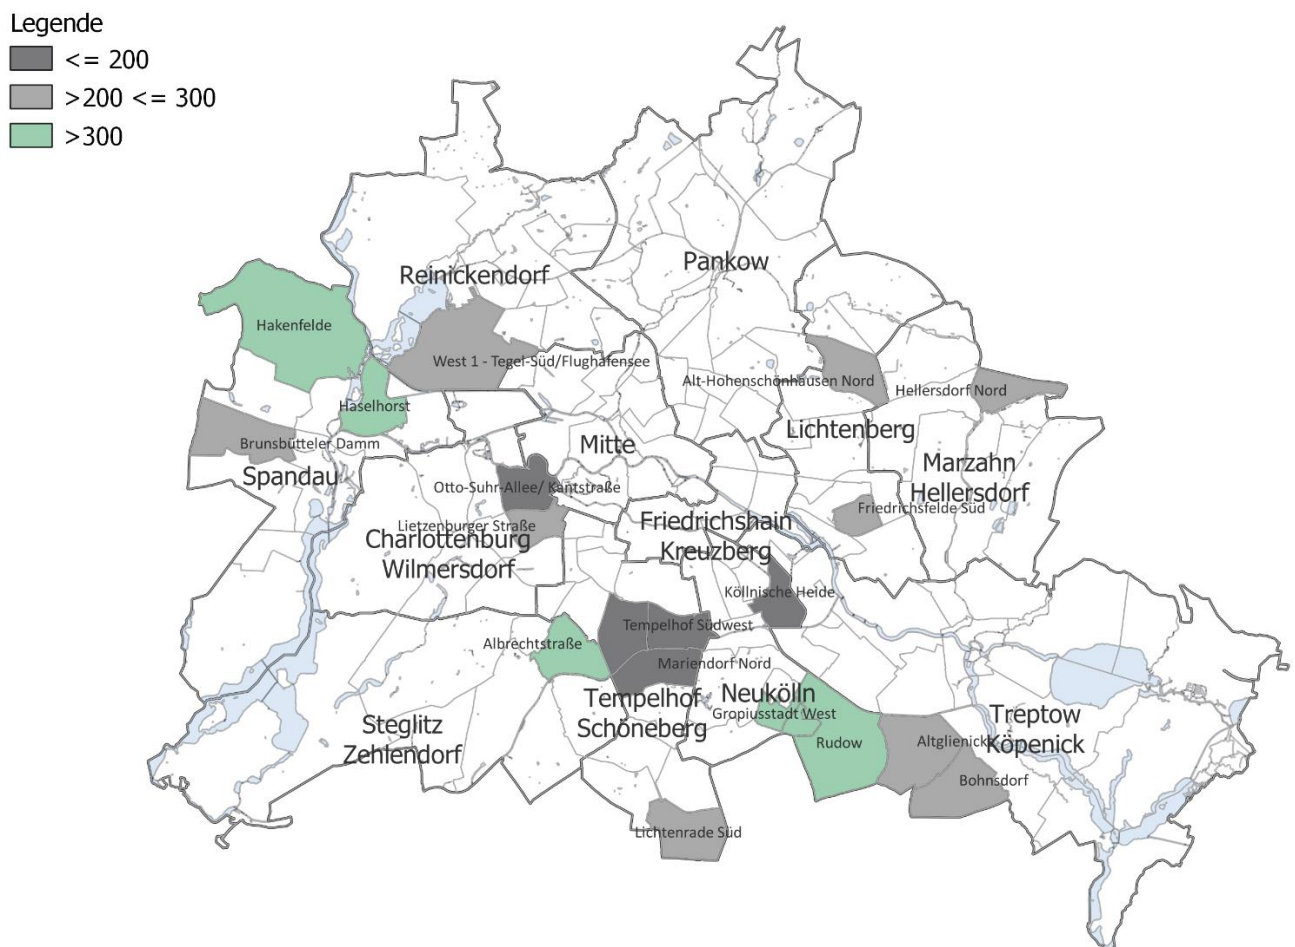 Legende
<= 200
>200 <= 300
>300
Reinickendorf
Pankow
Hakenfelde
West 1 - Tegel-Süd/Flughafensee
Alt-Hohenschönhausen Nord
Hellersdorf Nord
Haselhorst
Brunsbütteler Damm
Spandau
Mitte
Lichtenberg
Marzahn
Hellersdorf
Otto-Suhr-Allee/ Kantstraße
Friedrichsfelde Süd
Lietzenburger Straße
Charlottenburg
Wilmersdorf
Friedrichshain
Kreuzberg
Köllnische Heide
Tempelhof Südwest
Albrechtstraße
Mariendorf Nord
Tempelhof
Schöneberg
Neukölln
Gropiusstadt West
Steglitz
Zehlendorf
Rudow
Altglienicke
Treptow
Köpenick
Bohnsdorf
Lichtenrade Süd